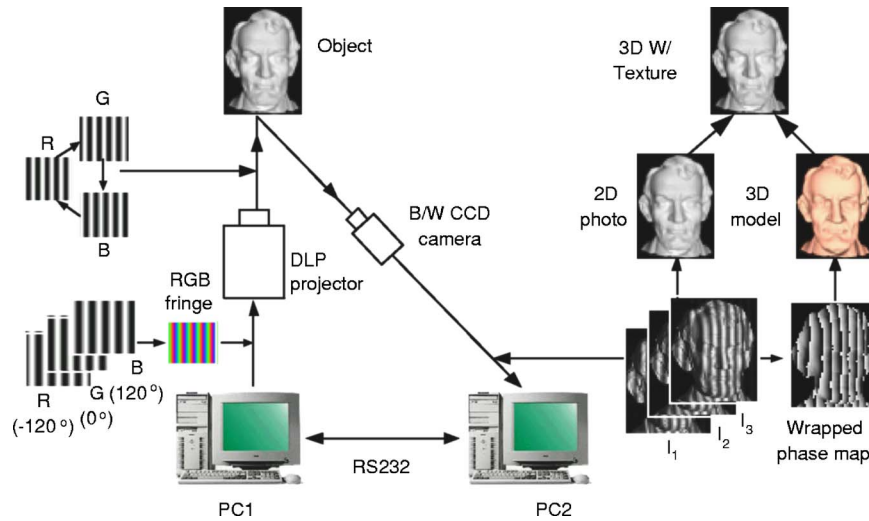 Object
3D W/
Texture
G
R
B
2D
photo
3D
model
B/W CCD
camera
DLP
projector
RGB
fringe
B
G (120°)
R
(-120°)
(0°)
I1
I2
I3
Wrapped
phase map
RS232
PC1
PC2